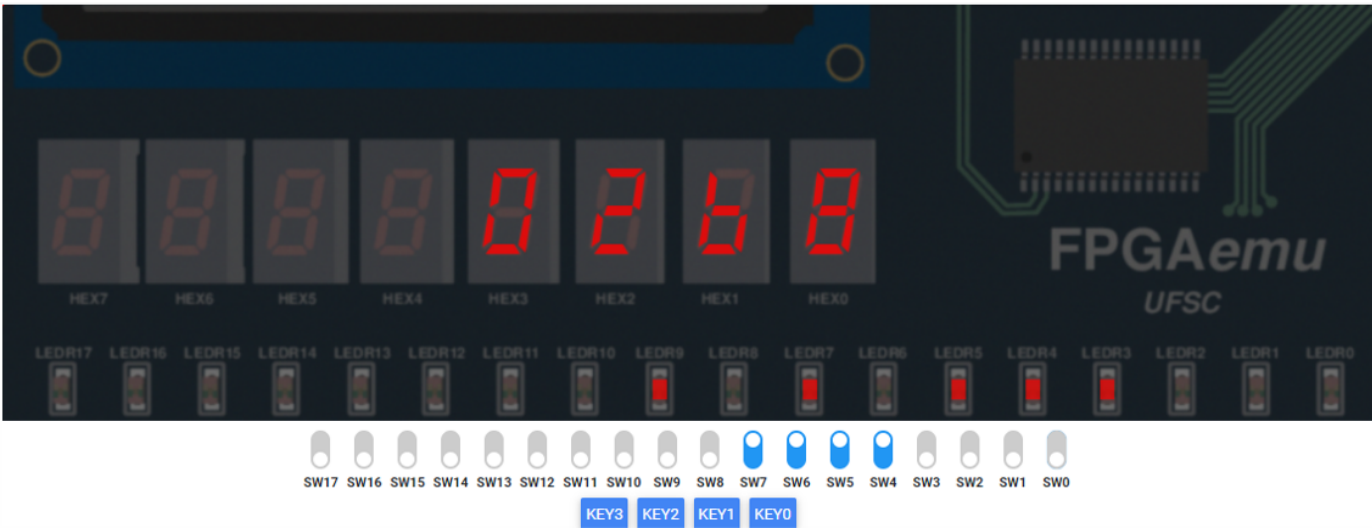 02b8
HEX7 HEX6 HEX5 HEX4 HEX3 HEX2 HEX1 HEX0
FPGAemu
UFSC
LEDR17 LEDR16 LEDR15 LEDR14 LEDR13 LEDR12 LEDR11 LEDR10 LEDR9 LEDR8 LEDR7 LEDR6 LEDR5 LEDR4 LEDR3 LEDR2 LEDR1 LEDR0
SW17 SW16 SW15 SW14 SW13 SW12 SW11 SW10 SW9 SW8 SW7 SW6 SW5 SW4 SW3 SW2 SW1 SW0
KEY3 KEY2 KEY1 KEY0